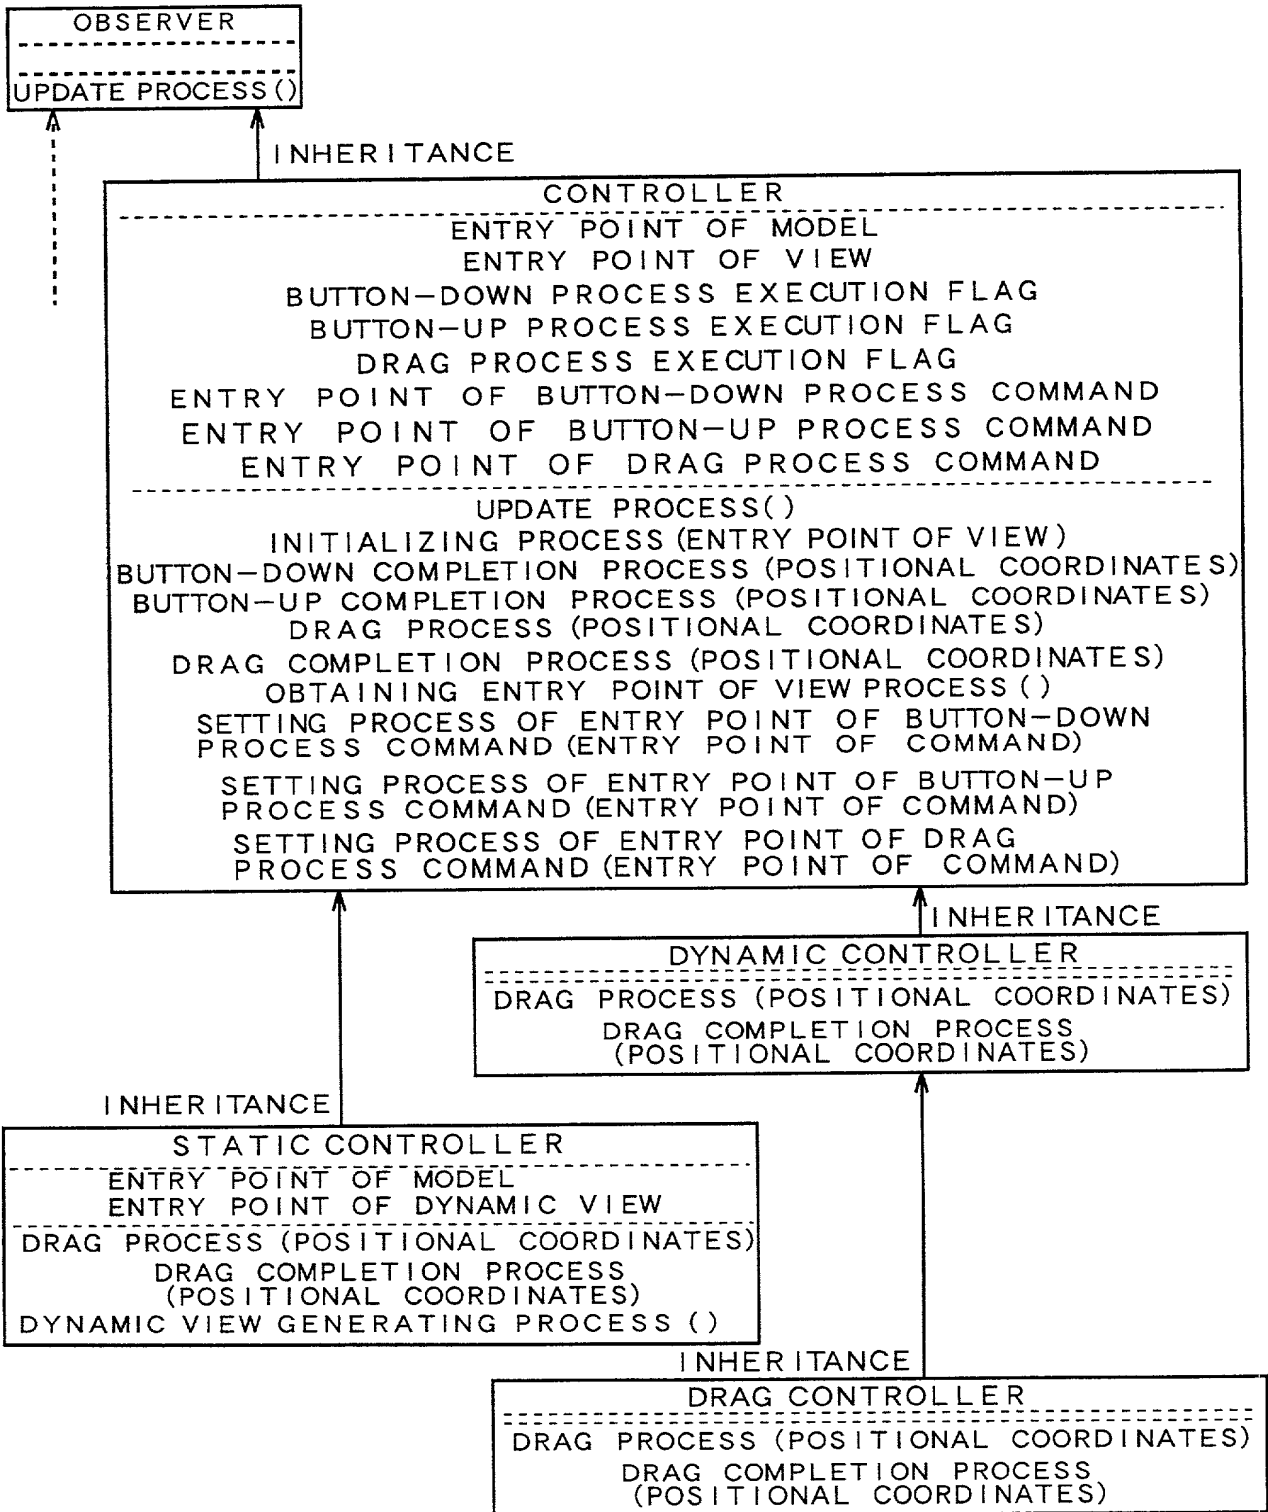 OBSERVER
UPDATE PROCESS()
INHERITANCE
CONTROLLER
ENTRY POINT OF MODEL
ENTRY POINT OF VIEW
BUTTON-DOWN PROCESS EXECUTION FLAG
BUTTON-UP PROCESS EXECUTION FLAG
DRAG PROCESS EXECUTION FLAG
ENTRY POINT OF BUTTON-DOWN PROCESS COMMAND
ENTRY POINT OF BUTTON-UP PROCESS COMMAND
ENTRY POINT OF DRAG PROCESS COMMAND
UPDATE PROCESS()
INITIALIZING PROCESS (ENTRY POINT OF VIEW)
BUTTON-DOWN COMPLETION PROCESS (POSITIONAL COORDINATES)
BUTTON-UP COMPLETION PROCESS (POSITIONAL COORDINATES)
DRAG PROCESS (POSITIONAL COORDINATES)
DRAG COMPLETION PROCESS (POSITIONAL COORDINATES)
OBTAINING ENTRY POINT OF VIEW PROCESS ()
SETTING PROCESS OF ENTRY POINT OF BUTTON-DOWN
PROCESS COMMAND (ENTRY POINT OF COMMAND)
SETTING PROCESS OF ENTRY POINT OF BUTTON-UP
PROCESS COMMAND (ENTRY POINT OF COMMAND)
SETTING PROCESS OF ENTRY POINT OF DRAG
PROCESS COMMAND (ENTRY POINT OF COMMAND)
INHERITANCE
DYNAMIC CONTROLLER
DRAG PROCESS (POSITIONAL COORDINATES)
DRAG COMPLETION PROCESS
(POSITIONAL COORDINATES)
INHERITANCE
STATIC CONTROLLER
ENTRY POINT OF MODEL
ENTRY POINT OF DYNAMIC VIEW
DRAG PROCESS (POSITIONAL COORDINATES)
DRAG COMPLETION PROCESS
(POSITIONAL COORDINATES)
DYNAMIC VIEW GENERATING PROCESS ()
INHERITANCE
DRAG CONTROLLER
DRAG PROCESS (POSITIONAL COORDINATES)
DRAG COMPLETION PROCESS
(POSITIONAL COORDINATES)